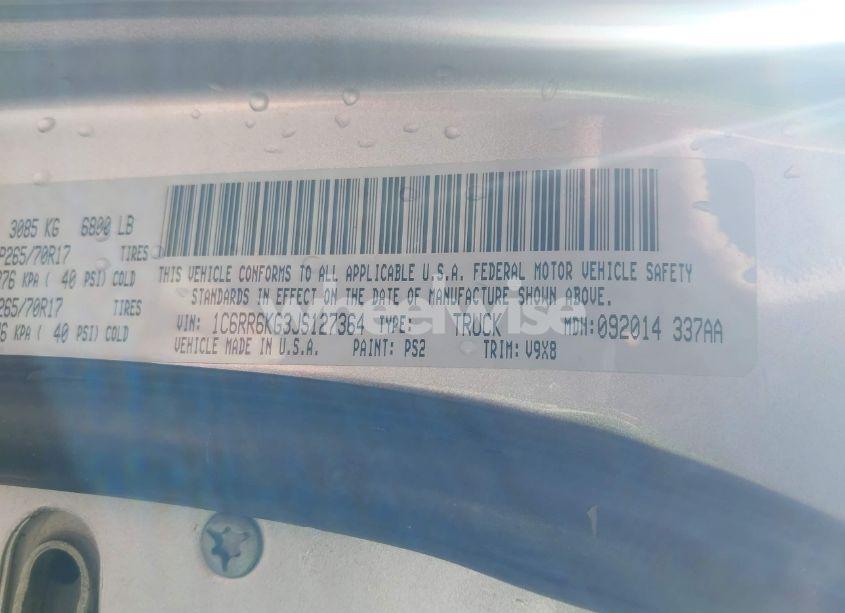 3085 KG 6800 LB
P265/70R17 TIRES
276 KPA ( 40 PSI) COLD
265/70R17 TIRES
76 KPA ( 40 PSI) COLD
THIS VEHICLE CONFORMS TO ALL APPLICABLE U.S.A. FEDERAL MOTOR VEHICLE SAFETY
STANDARDS IN EFFECT ON THE DATE OF MANUFACTURE SHOWN ABOVE.
VIN: 1C6RR6KG3JS127364 TYPE: TRUCK MDH:092014 337AA
VEHICLE MADE IN U.S.A. PAINT: PS2 TRIM: V9X8